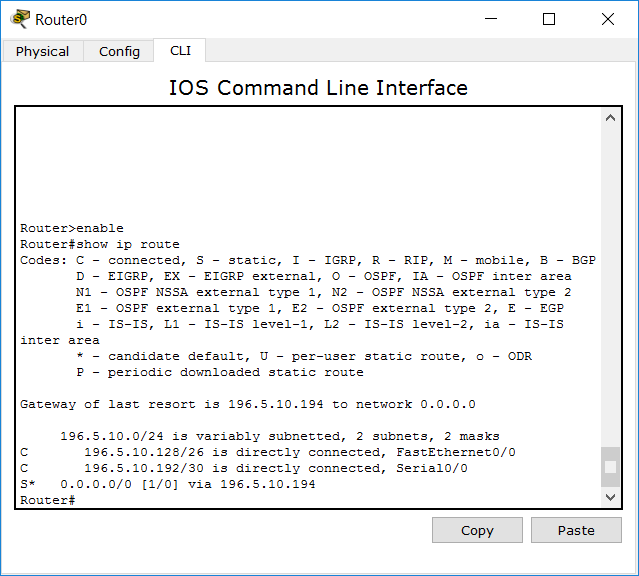 Router0
Physical Config CLI
IOS Command Line Interface
Router>enable
Router#show ip route
Codes: C - connected, S - static, I - IGRP, R - RIP, M - mobile, B - BGP
       D - EIGRP, EX - EIGRP external, O - OSPF, IA - OSPF inter area
       N1 - OSPF NSSA external type 1, N2 - OSPF NSSA external type 2
       E1 - OSPF external type 1, E2 - OSPF external type 2, E - EGP
       i - IS-IS, L1 - IS-IS level-1, L2 - IS-IS level-2, ia - IS-IS
inter area
       * - candidate default, U - per-user static route, o - ODR
       P - periodic downloaded static route
Gateway of last resort is 196.5.10.194 to network 0.0.0.0
     196.5.10.0/24 is variably subnetted, 2 subnets, 2 masks
C       196.5.10.128/26 is directly connected, FastEthernet0/0
C       196.5.10.192/30 is directly connected, Serial0/0
S*   0.0.0.0/0 [1/0] via 196.5.10.194
Router#
Copy Paste